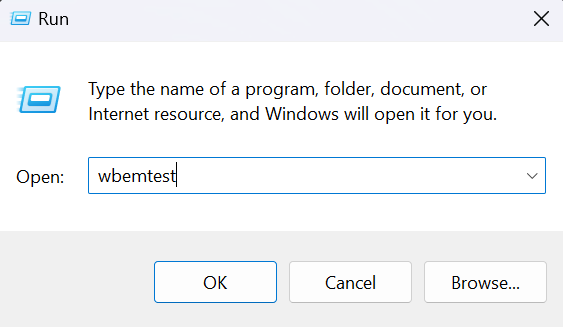 Run
Type the name of a program, folder, document, or
Internet resource, and Windows will open it for you.
Open: wbemtest
OK Cancel Browse...